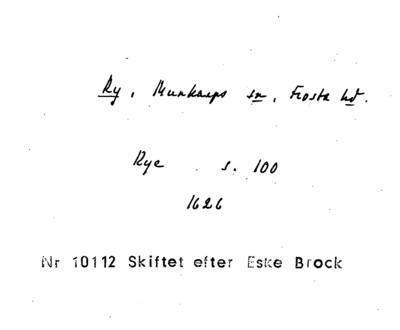 Ry, Munkarps sn, Frosta hd.
Rye s. 100
1626
Nr 10112 Skiftet efter Eske Brock